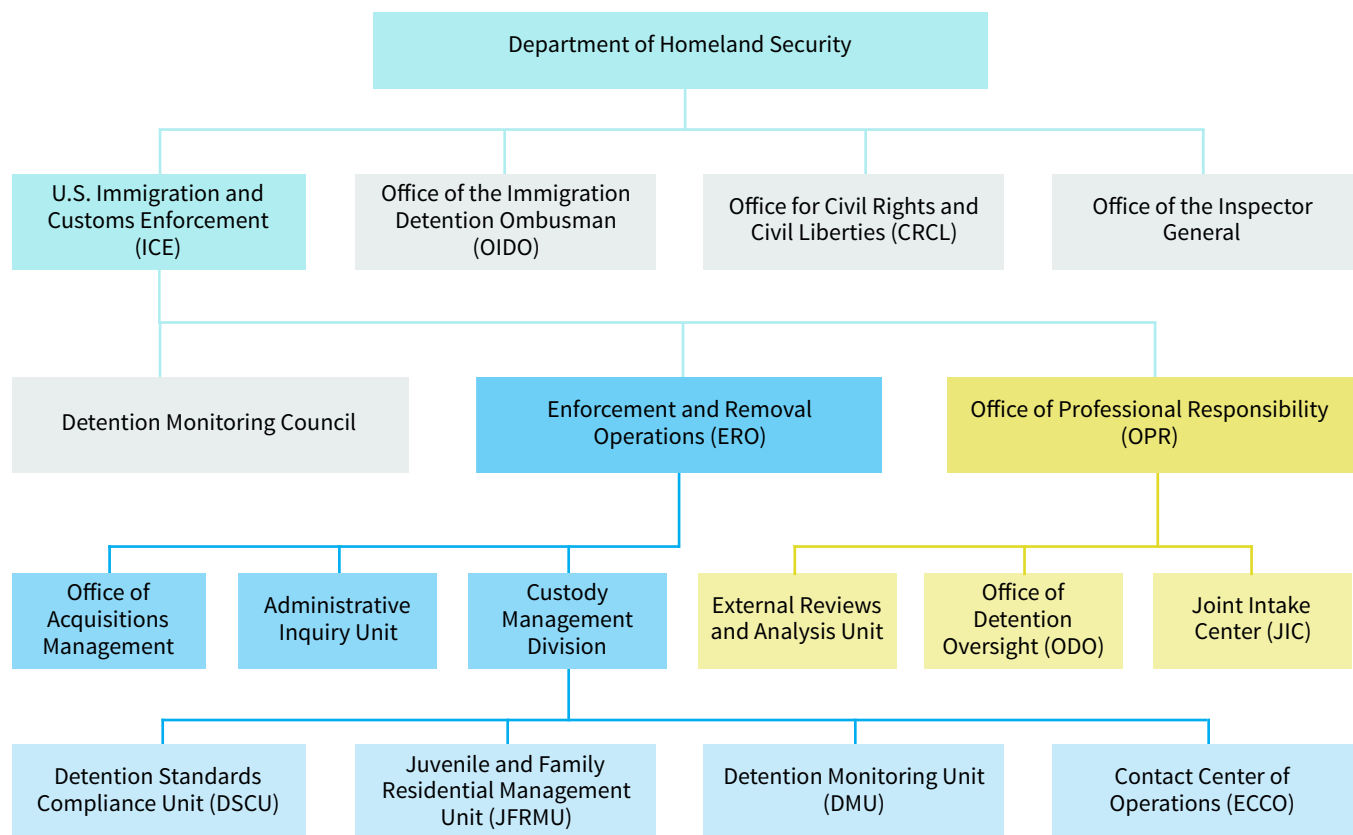 Department of Homeland Security
U.S. Immigration and
Customs Enforcement
(ICE)
Office of the Immigration
Detention Ombusman
(OIDO)
Office for Civil Rights and
Civil Liberties (CRCL)
Office of the Inspector
General
Detention Monitoring Council
Enforcement and Removal
Operations (ERO)
Office of Professional Responsibility
(OPR)
Office of
Acquisitions
Management
Administrative
Inquiry Unit
Custody
Management
Division
External Reviews
and Analysis Unit
Office of
Detention
Oversight (ODO)
Joint Intake
Center (JIC)
Detention Standards
Compliance Unit (DSCU)
Juvenile and Family
Residential Management
Unit (JFRMU)
Detention Monitoring Unit
(DMU)
Contact Center of
Operations (ECCO)